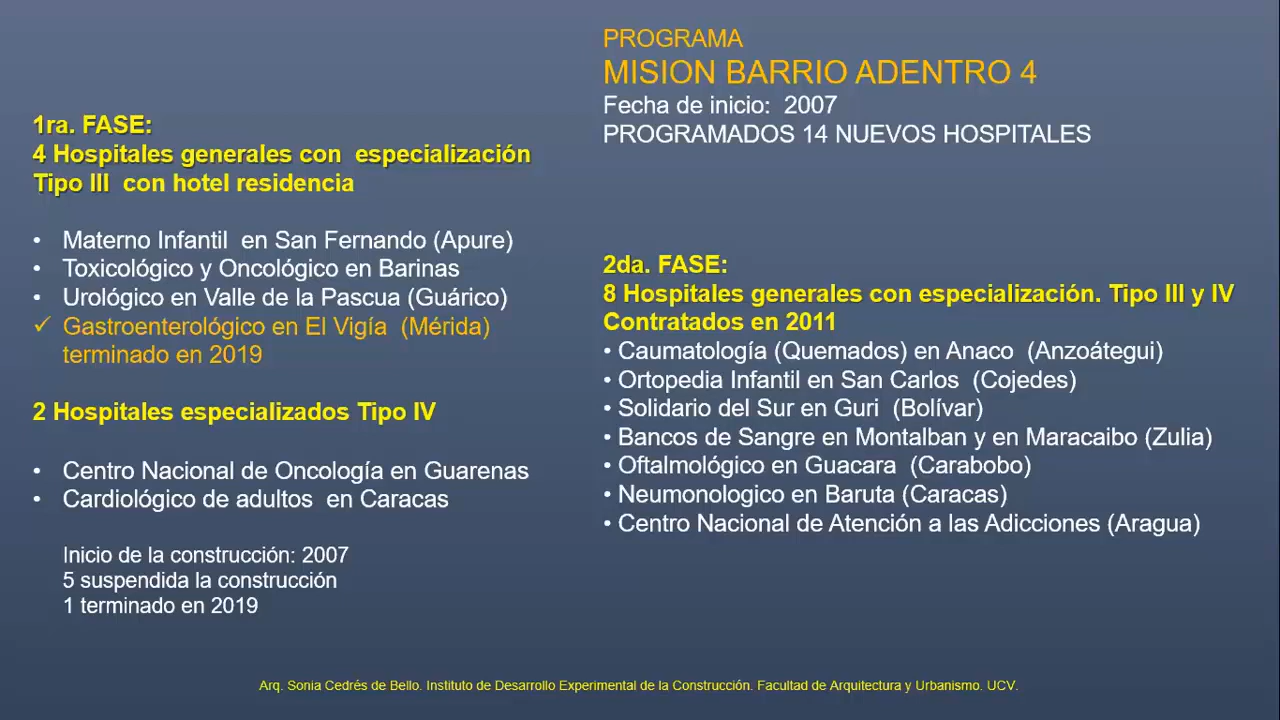 PROGRAMA
MISION BARRIO ADENTRO 4
Fecha de inicio: 2007
PROGRAMADOS 14 NUEVOS HOSPITALES
1ra. FASE:
4 Hospitales generales con especialización
Tipo III con hotel residencia
• Materno Infantil en San Fernando (Apure)
• Toxicológico y Oncológico en Barinas
• Urológico en Valle de la Pascua (Guárico)
✓ Gastroenterológico en El Vigía (Mérida)
terminado en 2019
2 Hospitales especializados Tipo IV
• Centro Nacional de Oncología en Guarenas
• Cardiológico de adultos en Caracas
Inicio de la construcción: 2007
5 suspendida la construcción
1 terminado en 2019
2da. FASE:
8 Hospitales generales con especialización. Tipo III y IV
Contratados en 2011
• Caumatología (Quemados) en Anaco (Anzoátegui)
• Ortopedia Infantil en San Carlos (Cojedes)
• Solidario del Sur en Guri (Bolívar)
• Bancos de Sangre en Montalban y en Maracaibo (Zulia)
• Oftalmológico en Guacara (Carabobo)
• Neumonologico en Baruta (Caracas)
• Centro Nacional de Atención a las Adicciones (Aragua)
Arq. Sonia Cedrés de Bello. Instituto de Desarrollo Experimental de la Construcción. Facultad de Arquitectura y Urbanismo. UCV.